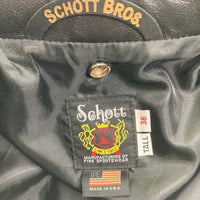 SCHOTT BROS.
Schott
MANUFACTURERS OF
FINE SPORTSWEAR
MADE IN U.S.A.
38
TALL